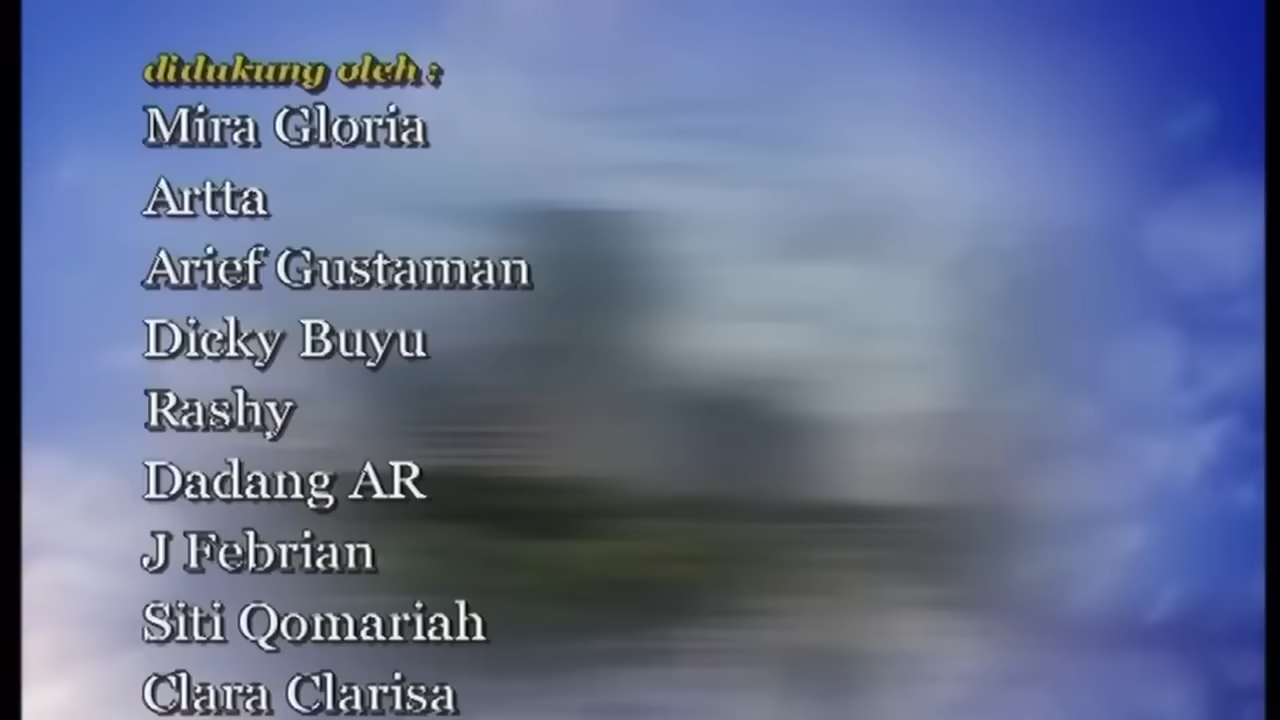 didukung oleh :
Mira Gloria
Artta
Arief Gustaman
Dicky Buyu
Rashy
Dadang AR
J Febrian
Siti Qomariah
Clara Clarisa